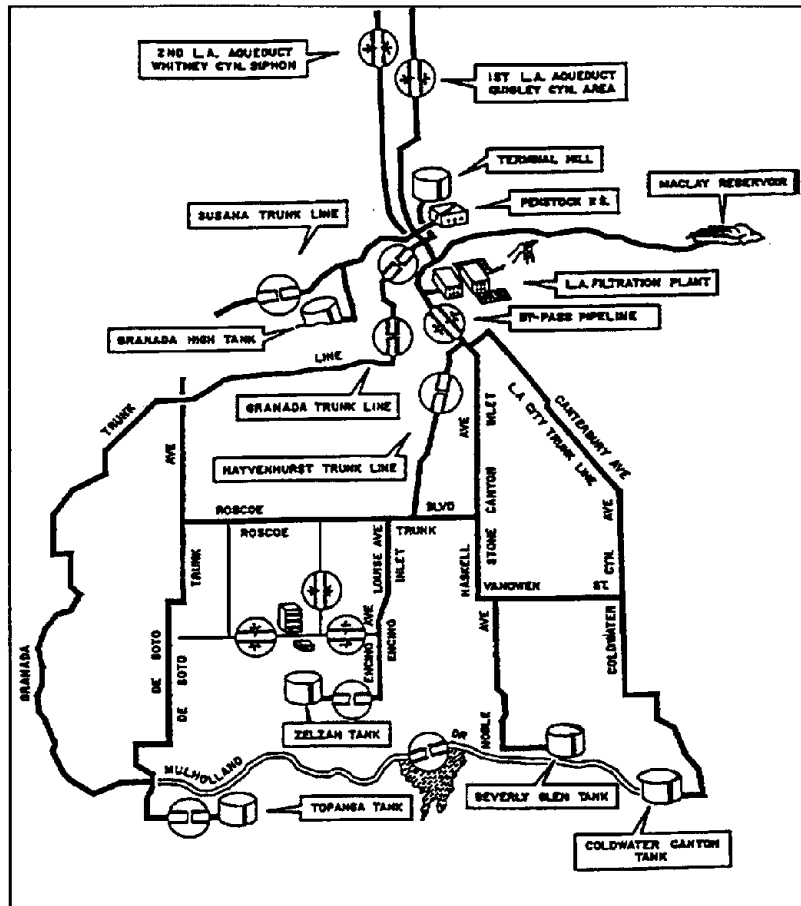 2ND L.A. AQUEDUCT
WHITNEY CYN. SIPHON
1ST L.A. AQUEDUCT
QUIGLEY CYN. AREA
TERMINAL HILL
MACLAY RESERVOIR
PENSTOCK P.S.
SUSANA TRUNK LINE
L.A. FILTRATION PLANT
GRANADA HIGH TANK
BY-PASS PIPELINE
LINE
TRUNK
GRANADA TRUNK LINE
AVE
AVE
INLET
CANTERBURY AVE
L.A. CITY TRUNK LINE
HAYVENHURST TRUNK LINE
CANYON
AVE
ROSCOE
BLVD
ROSCOE
TRUNK
TRUNK
LOUISE AVE
INLET
HASKELL
STONE
CYN.
VANOWEN
ST.
GRANADA
DE SOTO
DE SOTO
ENCINO AVE
ENCINO
AVE
COLDWATER
ZELZAH TANK
NOBLE
MULHOLLAND
DR
TOPANGA TANK
BEVERLY GLEN TANK
COLDWATER CANYON
TANK